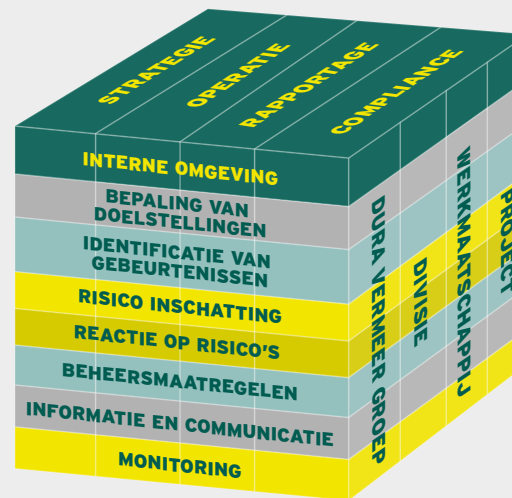 STRATEGIE
OPERATIE
RAPPORTAGE
COMPLIANCE
INTERNE OMGEVING
BEPALING VAN
DOELSTELLINGEN
IDENTIFICATIE VAN
GEBEURTENISSEN
RISICO INSCHATTING
REACTIE OP RISICO'S
BEHEERSMAATREGELEN
INFORMATIE EN COMMUNICATIE
MONITORING
DURA VERMEER GROEP
DIVISIE
WERKMAATSCHAPPIJ
PROJECT